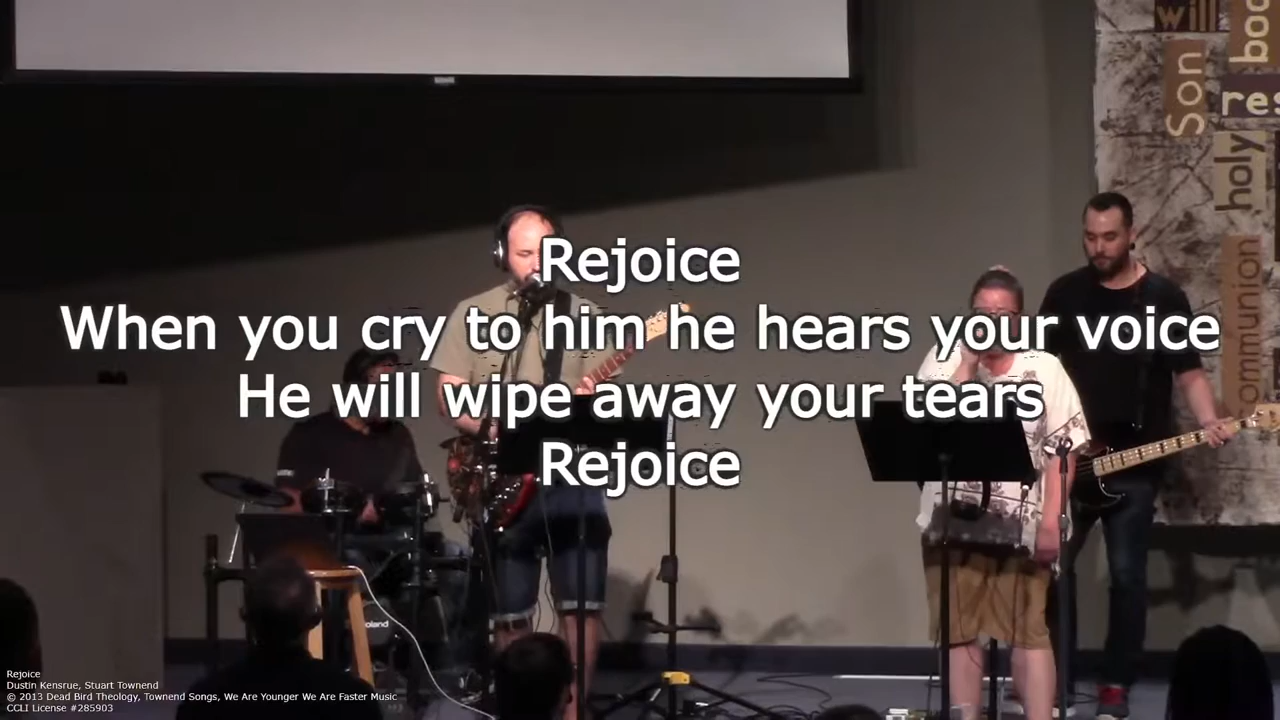 will
Son
boo
res
holy
communion
Rejoice
When you cry to him he hears your voice
He will wipe away your tears
Rejoice
Roland
Rejoice
Dustin Kensrue, Stuart Townend
© 2013 Dead Bird Theology, Townend Songs, We Are Younger We Are Faster Music
CCLI License #285903